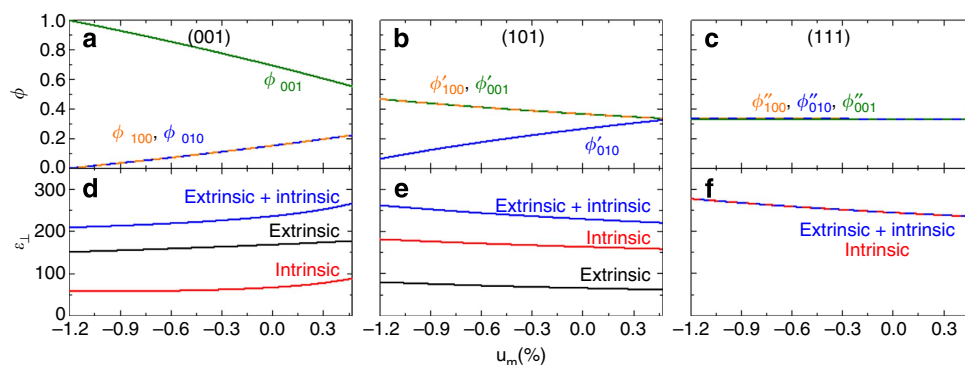 a (001) b (101) c (111)
1.0
0.8
0.6
0.4
0.2
0.0
ϕ
ϕ 001
ϕ 100, ϕ 010
ϕ′100, ϕ′001
ϕ′010
ϕ″100, ϕ″010, ϕ″001
d e f
300
200
100
0
ε⊥
Extrinsic + intrinsic
Extrinsic
Intrinsic
Extrinsic + intrinsic
Intrinsic
Extrinsic
Extrinsic + intrinsic
Intrinsic
−1.2 −0.9 −0.6 −0.3 0.0 0.3 −1.2 −0.9 −0.6 −0.3 0.0 0.3 −1.2 −0.9 −0.6 −0.3 0.0 0.3
um(%)